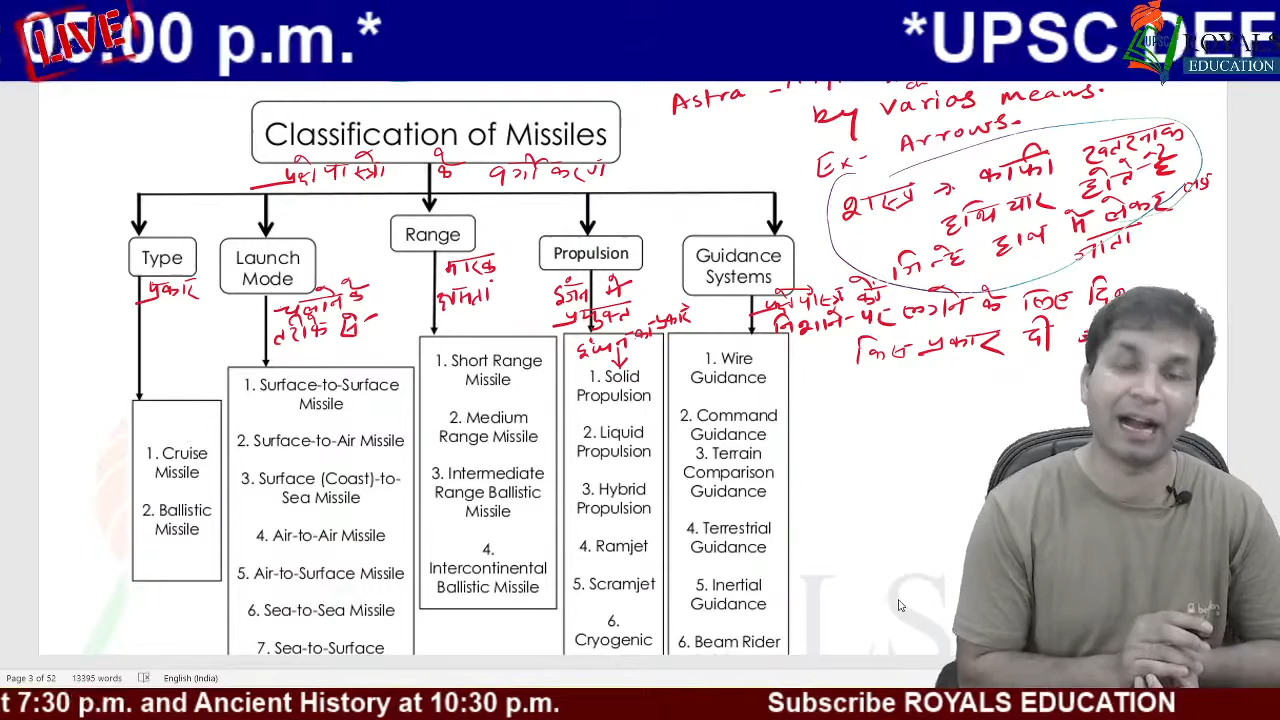 LIVE
05:00 p.m.*
*UPSC DEF
UPSC
ROYALS
EDUCATION
Astra -
by varias means.
Ex:- Arrows.
शस्त्र → काफी खतरनाक
हथियार होते है
जिन्हे हाथ में लेकर
जाता
Classification of Missiles
के वर्गीकरण
Type
प्रकार
Launch
Mode
के
तरीके
Range
मारक
क्षमता
Propulsion
इंजन में
प्रयुक्त
का प्रकार
Guidance
Systems
को
निशाने पर लगाने के लिए
किस प्रकार दी
1. Cruise
Missile
2. Ballistic
Missile
1. Surface-to-Surface
Missile
2. Surface-to-Air Missile
3. Surface (Coast)-to-
Sea Missile
4. Air-to-Air Missile
5. Air-to-Surface Missile
6. Sea-to-Sea Missile
7. Sea-to-Surface
1. Short Range
Missile
2. Medium
Range Missile
3. Intermediate
Range Ballistic
Missile
4.
Intercontinental
Ballistic Missile
1. Solid
Propulsion
2. Liquid
Propulsion
3. Hybrid
Propulsion
4. Ramjet
5. Scramjet
6.
Cryogenic
1. Wire
Guidance
2. Command
Guidance
3. Terrain
Comparison
Guidance
4. Terrestrial
Guidance
5. Inertial
Guidance
6. Beam Rider
Page 3 of 52
13395 words
English (India)
t 7:30 p.m. and Ancient History at 10:30 p.m.
Subscribe ROYALS EDUCATION